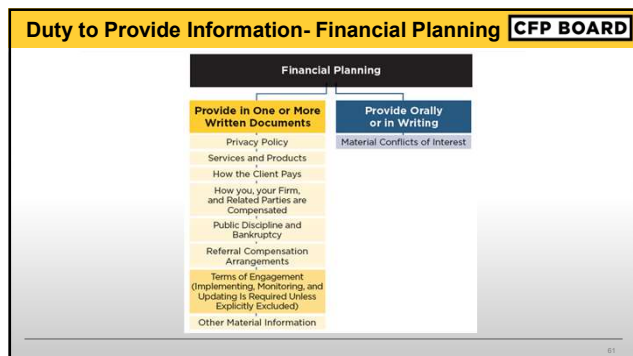 Duty to Provide Information- Financial Planning
CFP BOARD
Financial Planning
Provide in One or More
Written Documents
Privacy Policy
Services and Products
How the Client Pays
How you, your Firm,
and Related Parties are
Compensated
Public Discipline and
Bankruptcy
Referral Compensation
Arrangements
Terms of Engagement
(Implementing, Monitoring, and
Updating Is Required Unless
Explicitly Excluded)
Other Material Information
Provide Orally
or in Writing
Material Conflicts of Interest
61